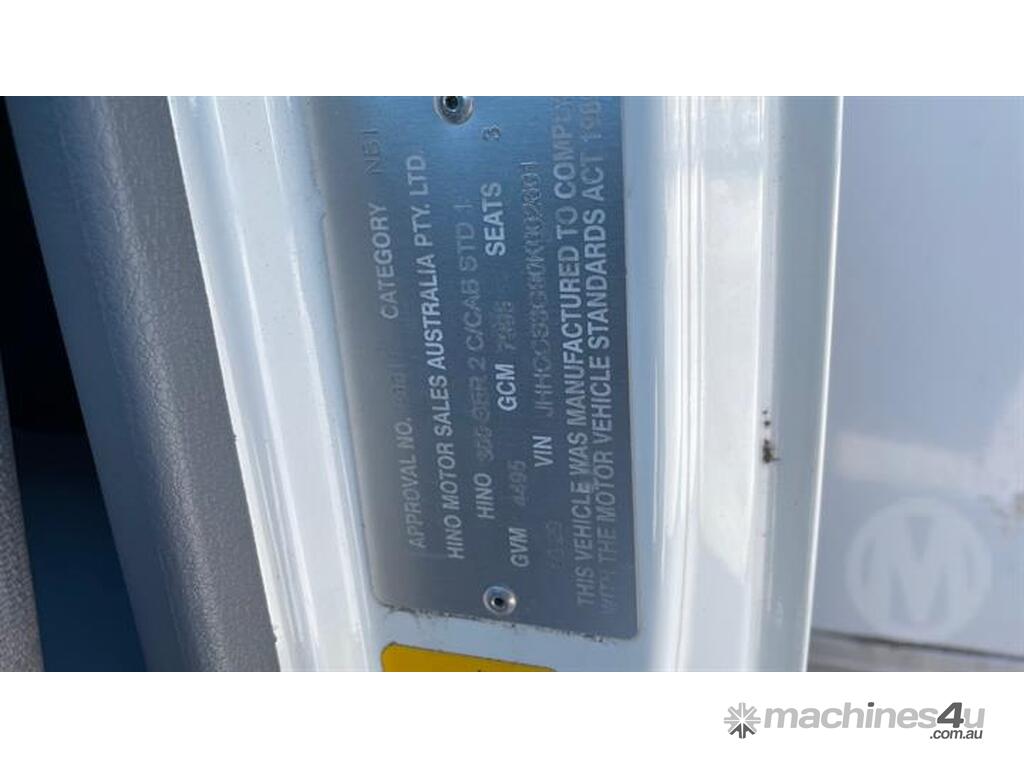 APPROVAL NO. CATEGORY NB1
HINO MOTOR SALES AUSTRALIA PTY. LTD.
HINO 2 C/CAB STD 1
GVM 4495 GCM SEATS 3
VIN
THIS VEHICLE WAS MANUFACTURED TO COMPLY
WITH THE MOTOR VEHICLE STANDARDS ACT
M
machines4u
.com.au